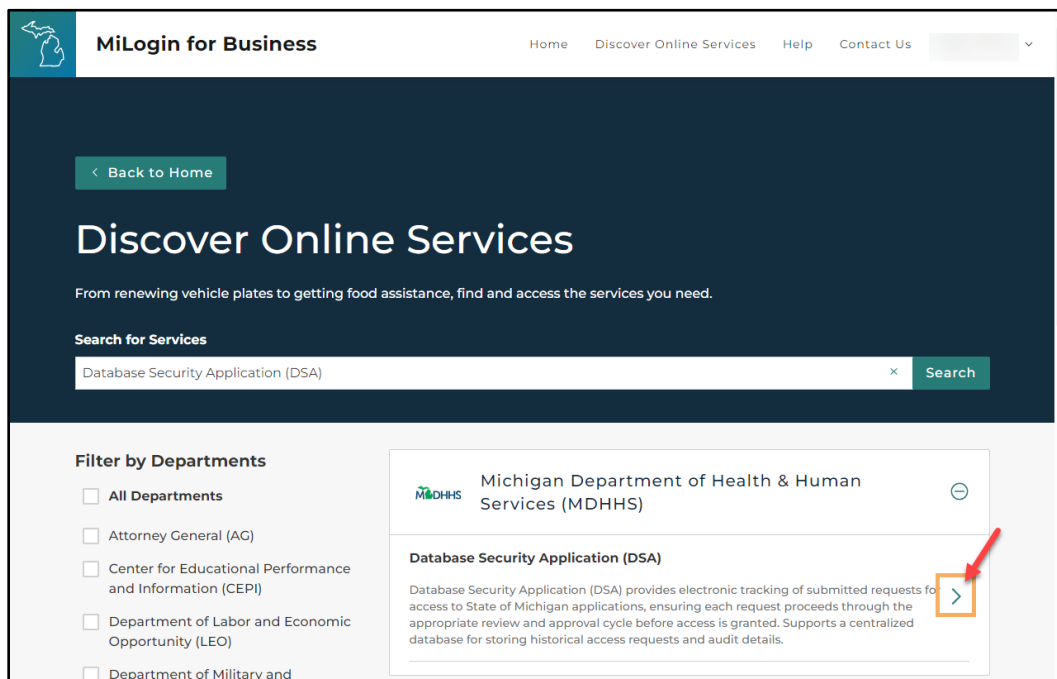 MiLogin for Business
Home Discover Online Services Help Contact Us
Back to Home
Discover Online Services
From renewing vehicle plates to getting food assistance, find and access the services you need.
Search for Services
Database Security Application (DSA)
Search
Filter by Departments
All Departments
Attorney General (AG)
Center for Educational Performance
and Information (CEPI)
Department of Labor and Economic
Opportunity (LEO)
Department of Military and
MDHHS
Michigan Department of Health & Human
Services (MDHHS)
Database Security Application (DSA)
Database Security Application (DSA) provides electronic tracking of submitted requests for
access to State of Michigan applications, ensuring each request proceeds through the
appropriate review and approval cycle before access is granted. Supports a centralized
database for storing historical access requests and audit details.